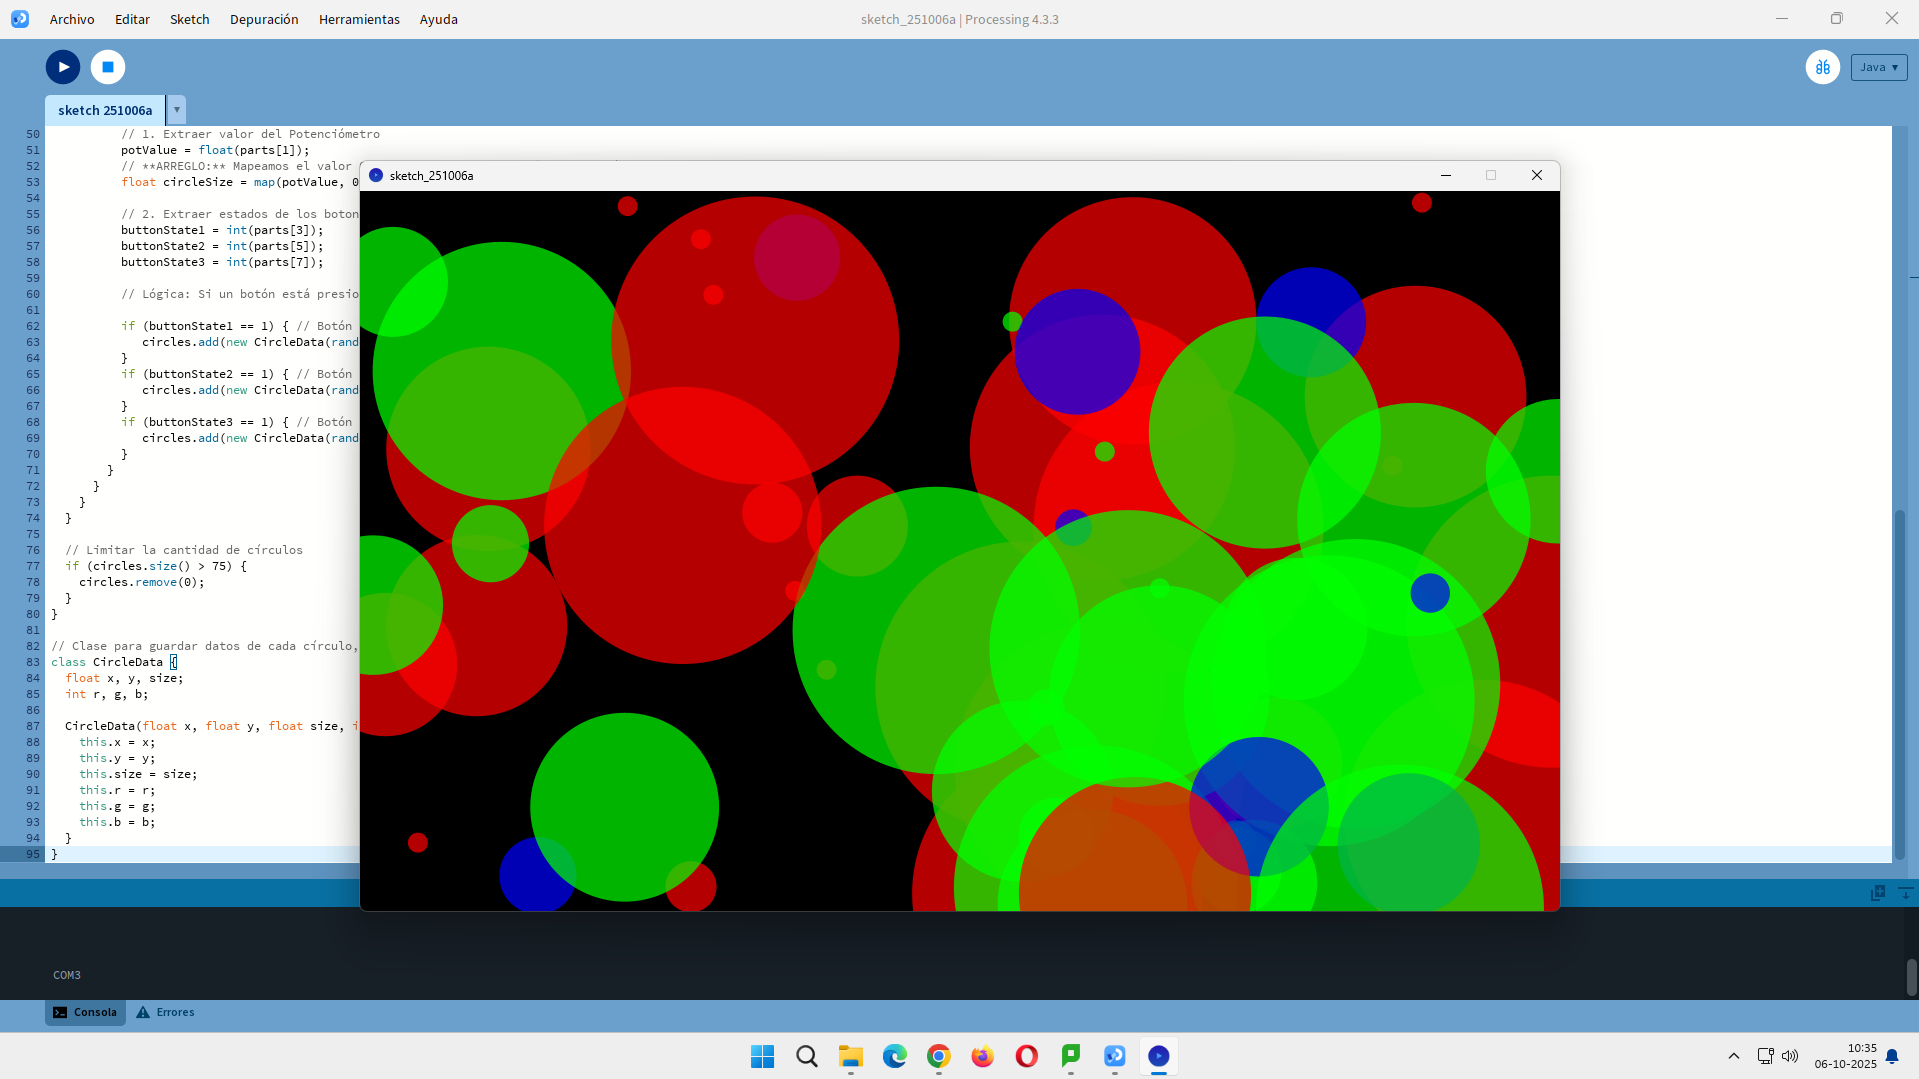 Archivo Editar Sketch Depuración Herramientas Ayuda
sketch_251006a | Processing 4.3.3
Java ▾
sketch 251006a
50 // 1. Extraer valor del Potenciómetro
51 potValue = float(parts[1]);
52 // **ARREGLO:** Mapeamos el valor
53 float circleSize = map(potValue, 0
54
55 // 2. Extraer estados de los boton
56 buttonState1 = int(parts[3]);
57 buttonState2 = int(parts[5]);
58 buttonState3 = int(parts[7]);
59
60 // Lógica: Si un botón está presio
61
62 if (buttonState1 == 1) { // Botón
63 circles.add(new CircleData(rand
64 }
65 if (buttonState2 == 1) { // Botón
66 circles.add(new CircleData(rand
67 }
68 if (buttonState3 == 1) { // Botón
69 circles.add(new CircleData(rand
70 }
71 }
72 }
73 }
74 }
75
76 // Limitar la cantidad de círculos
77 if (circles.size() > 75) {
78 circles.remove(0);
79 }
80 }
81
82 // Clase para guardar datos de cada círculo,
83 class CircleData {
84 float x, y, size;
85 int r, g, b;
86
87 CircleData(float x, float y, float size, i
88 this.x = x;
89 this.y = y;
90 this.size = size;
91 this.r = r;
92 this.g = g;
93 this.b = b;
94 }
95 }
sketch_251006a
COM3
Consola Errores
10:35
06-10-2025